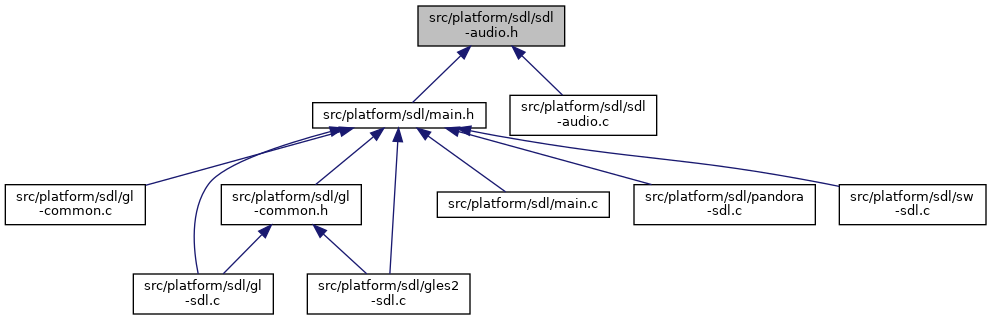 src/platform/sdl/sdl
-audio.h
src/platform/sdl/main.h
src/platform/sdl/sdl
-audio.c
src/platform/sdl/gl
-common.c
src/platform/sdl/gl
-common.h
src/platform/sdl/main.c
src/platform/sdl/pandora
-sdl.c
src/platform/sdl/sw
-sdl.c
src/platform/sdl/gl
-sdl.c
src/platform/sdl/gles2
-sdl.c